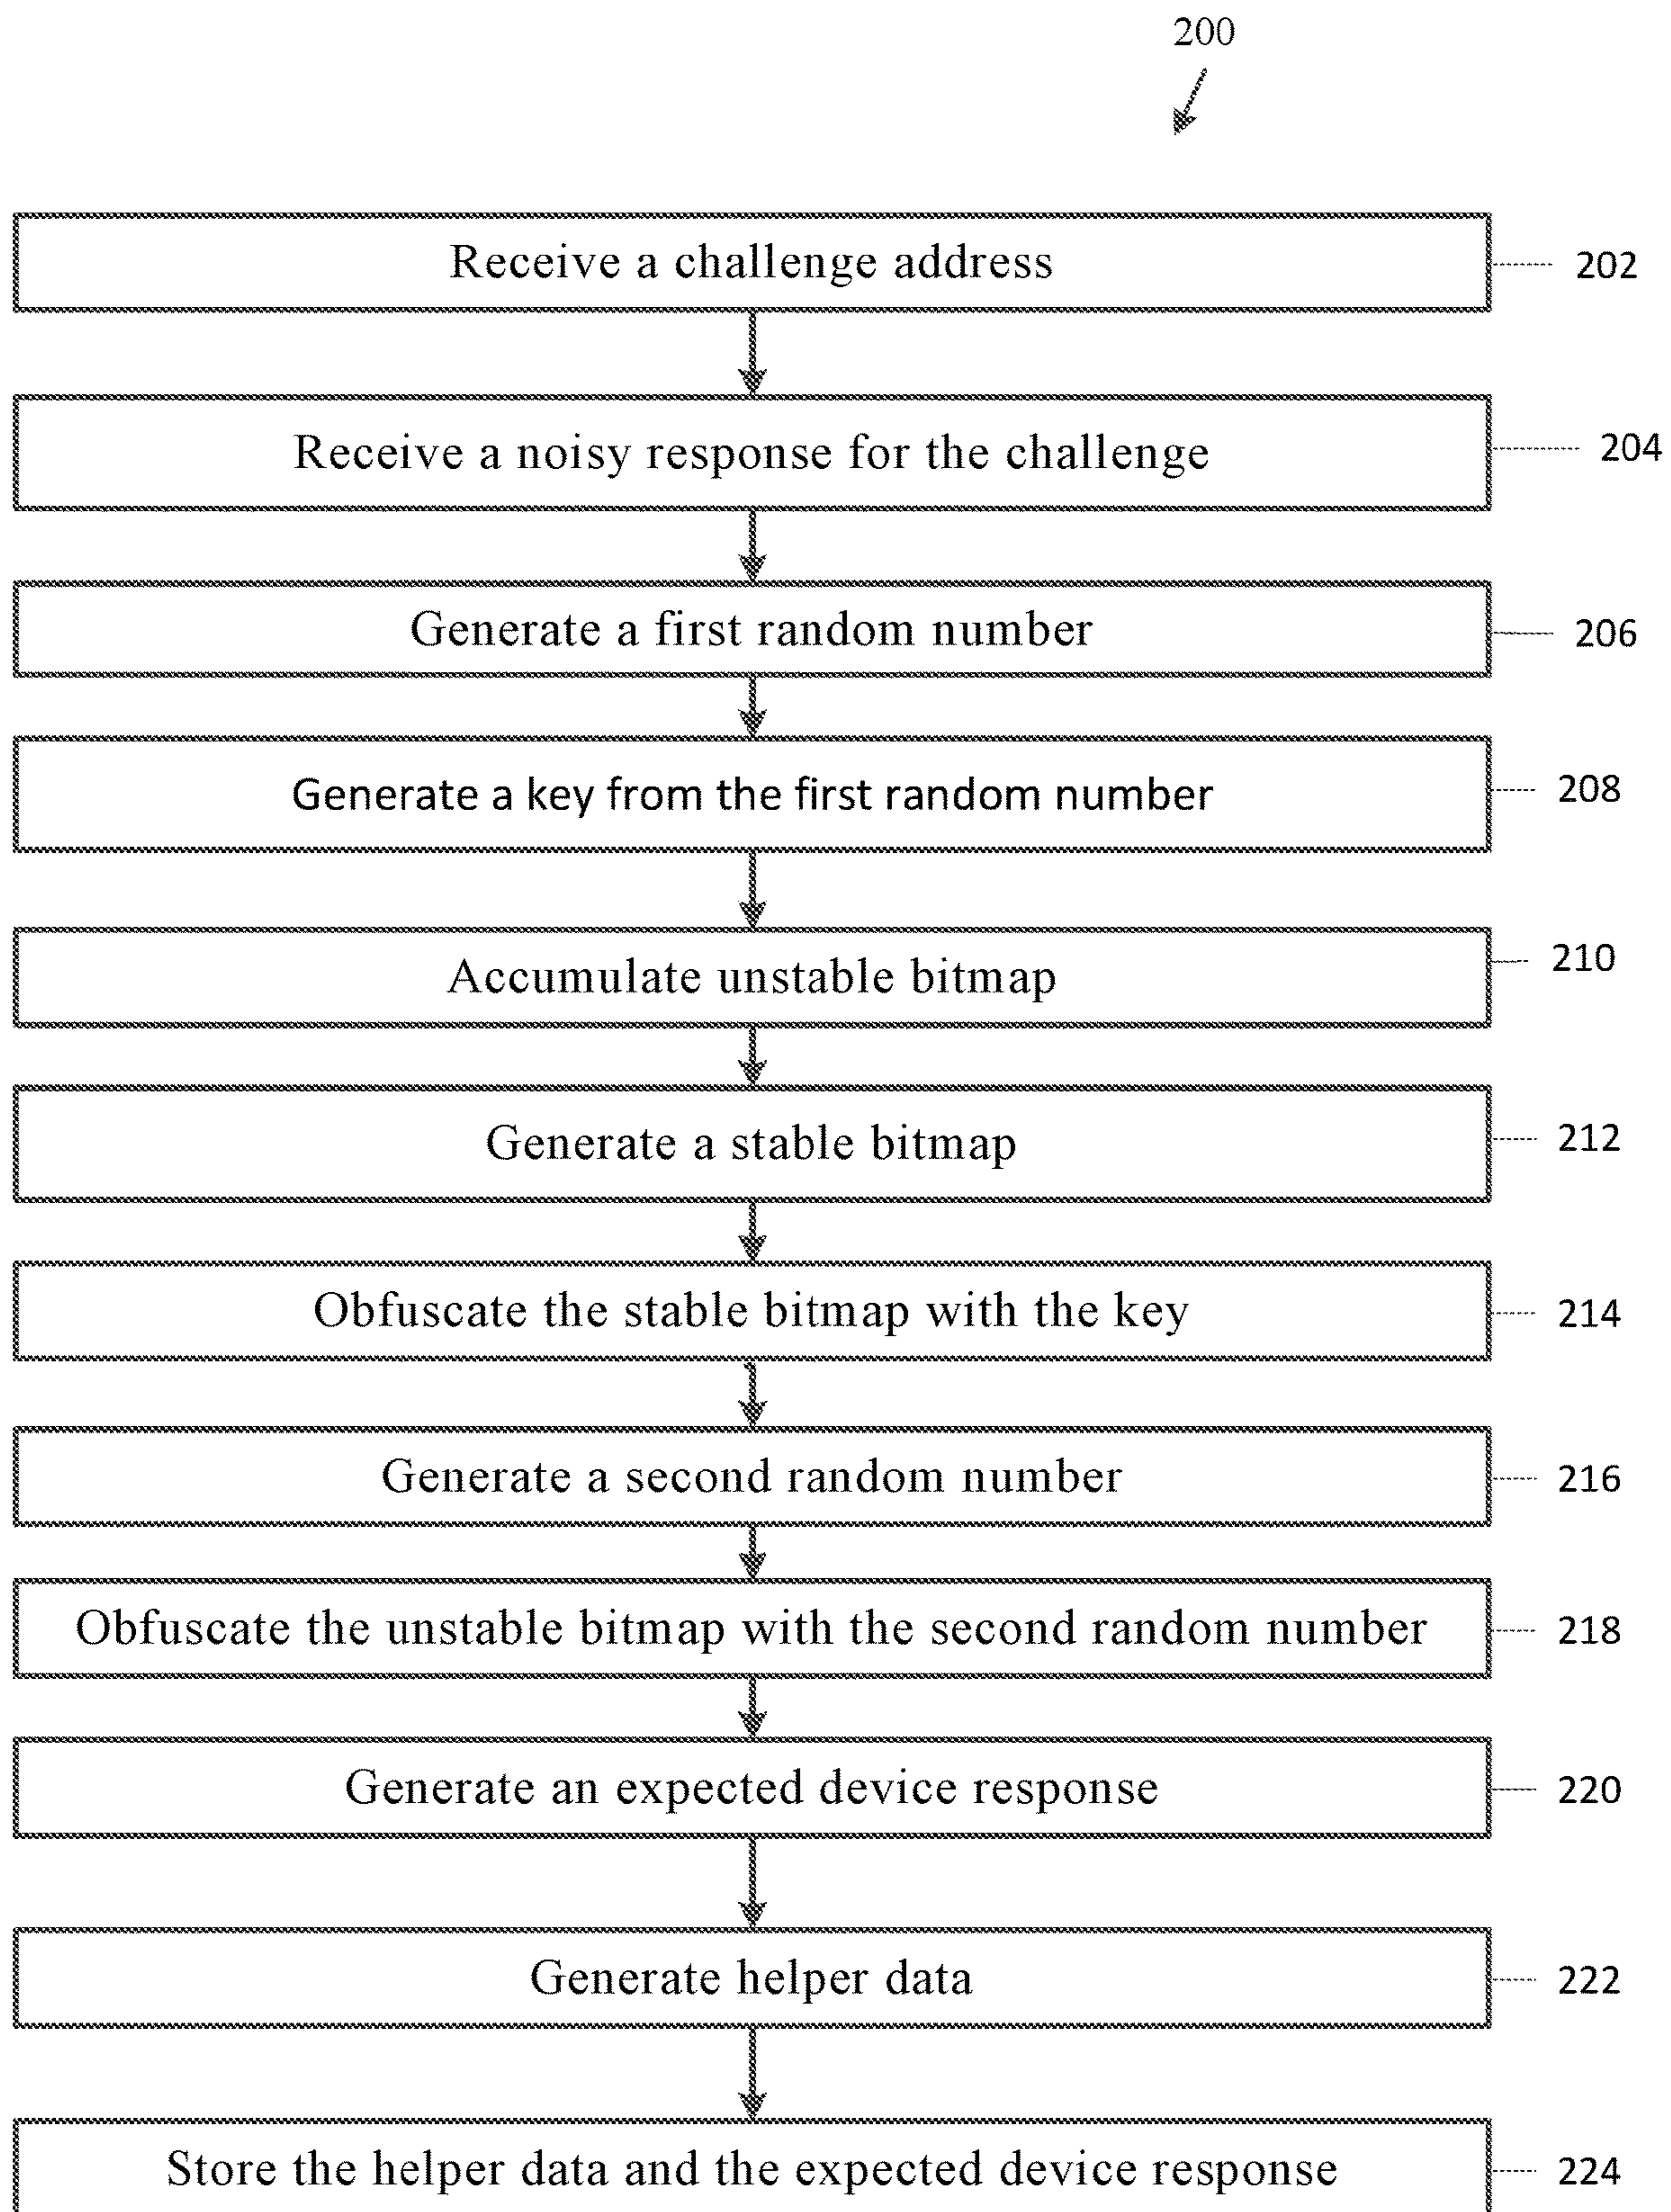 200
Receive a challenge address 202
Receive a noisy response for the challenge 204
Generate a first random number 206
Generate a key from the first random number 208
Accumulate unstable bitmap 210
Generate a stable bitmap 212
Obfuscate the stable bitmap with the key 214
Generate a second random number 216
Obfuscate the unstable bitmap with the second random number 218
Generate an expected device response 220
Generate helper data 222
Store the helper data and the expected device response 224